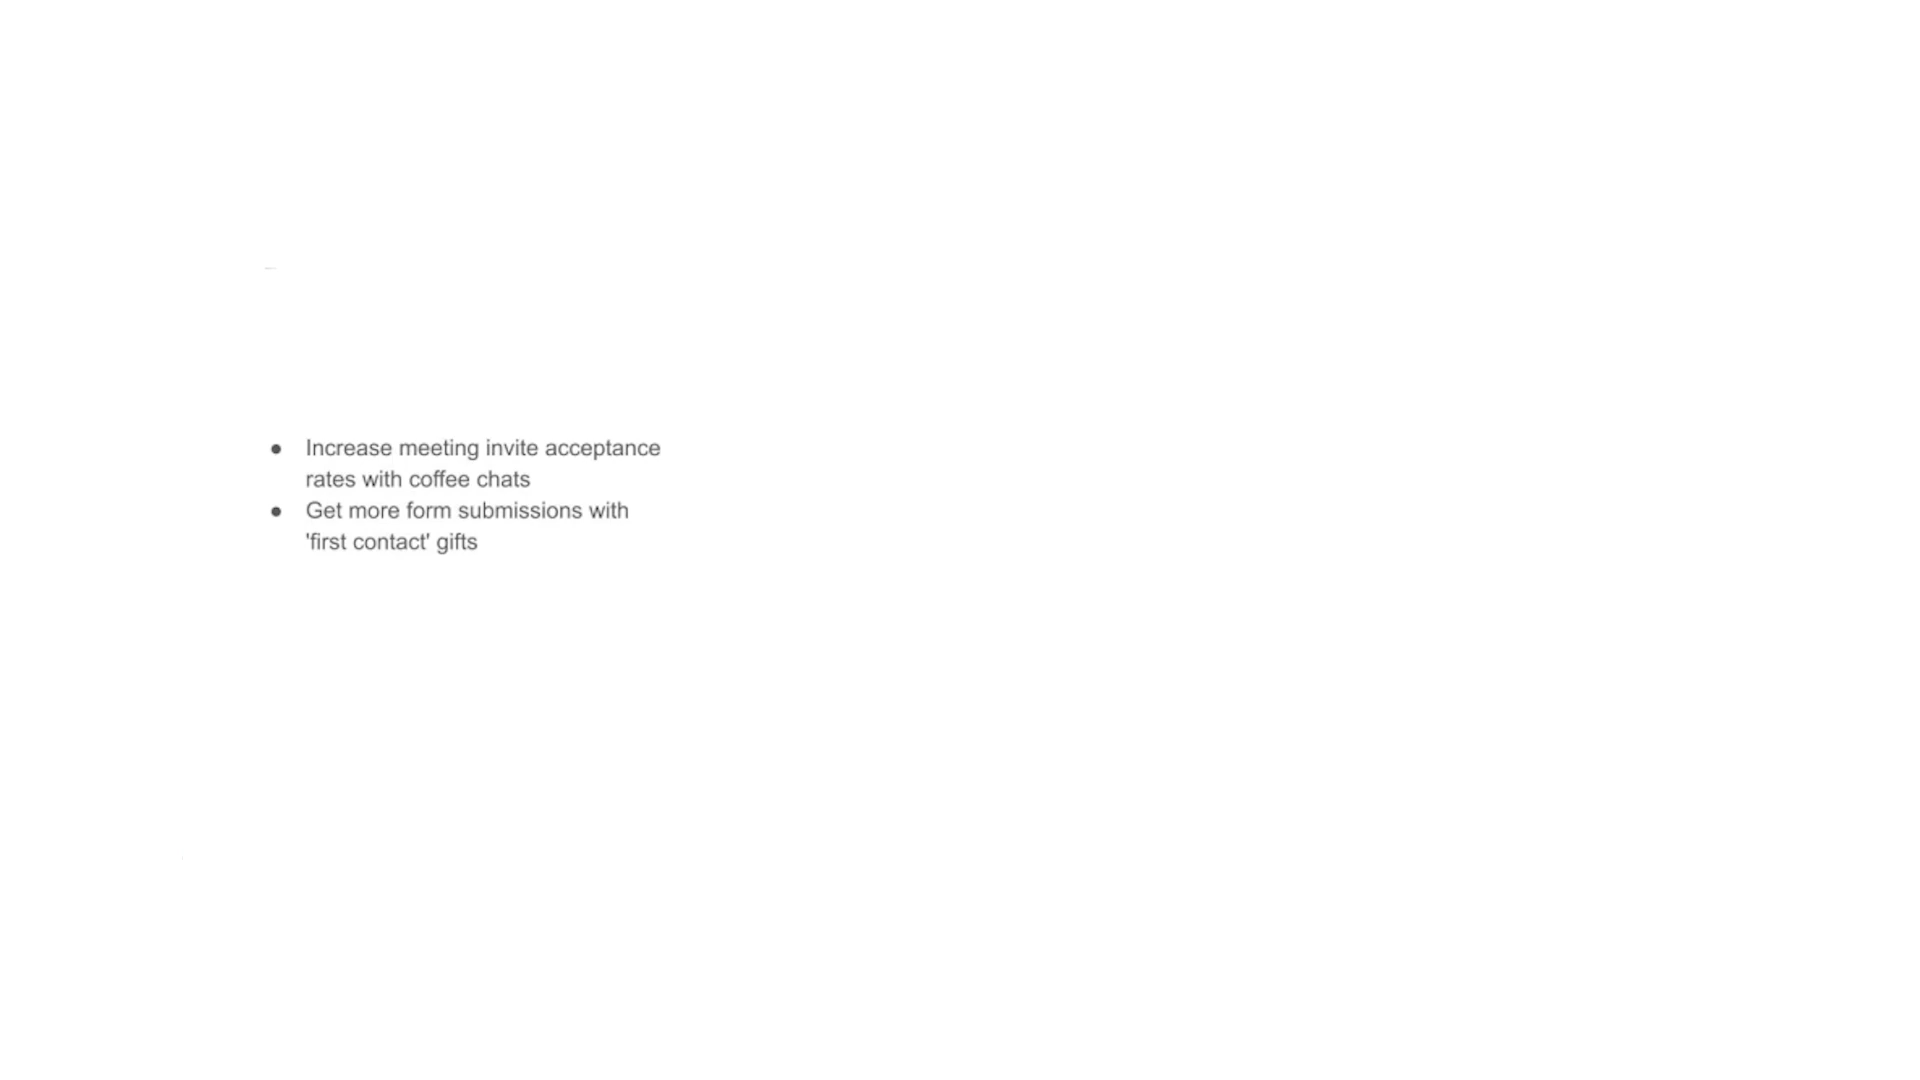 ● Increase meeting invite acceptance
rates with coffee chats
● Get more form submissions with
'first contact' gifts